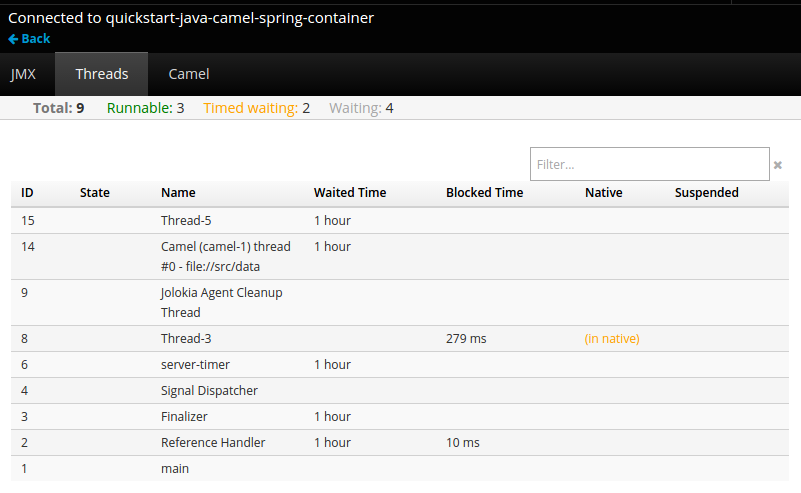 Connected to quickstart-java-camel-spring-container
Back
JMX Threads Camel
Total: 9 Runnable: 3 Timed waiting: 2 Waiting: 4
Filter...
ID State Name Waited Time Blocked Time Native Suspended
15 Thread-5 1 hour
14 Camel (camel-1) thread 1 hour
#0 - file://src/data
9 Jolokia Agent Cleanup
Thread
8 Thread-3 279 ms (in native)
6 server-timer 1 hour
4 Signal Dispatcher
3 Finalizer 1 hour
2 Reference Handler 1 hour 10 ms
1 main